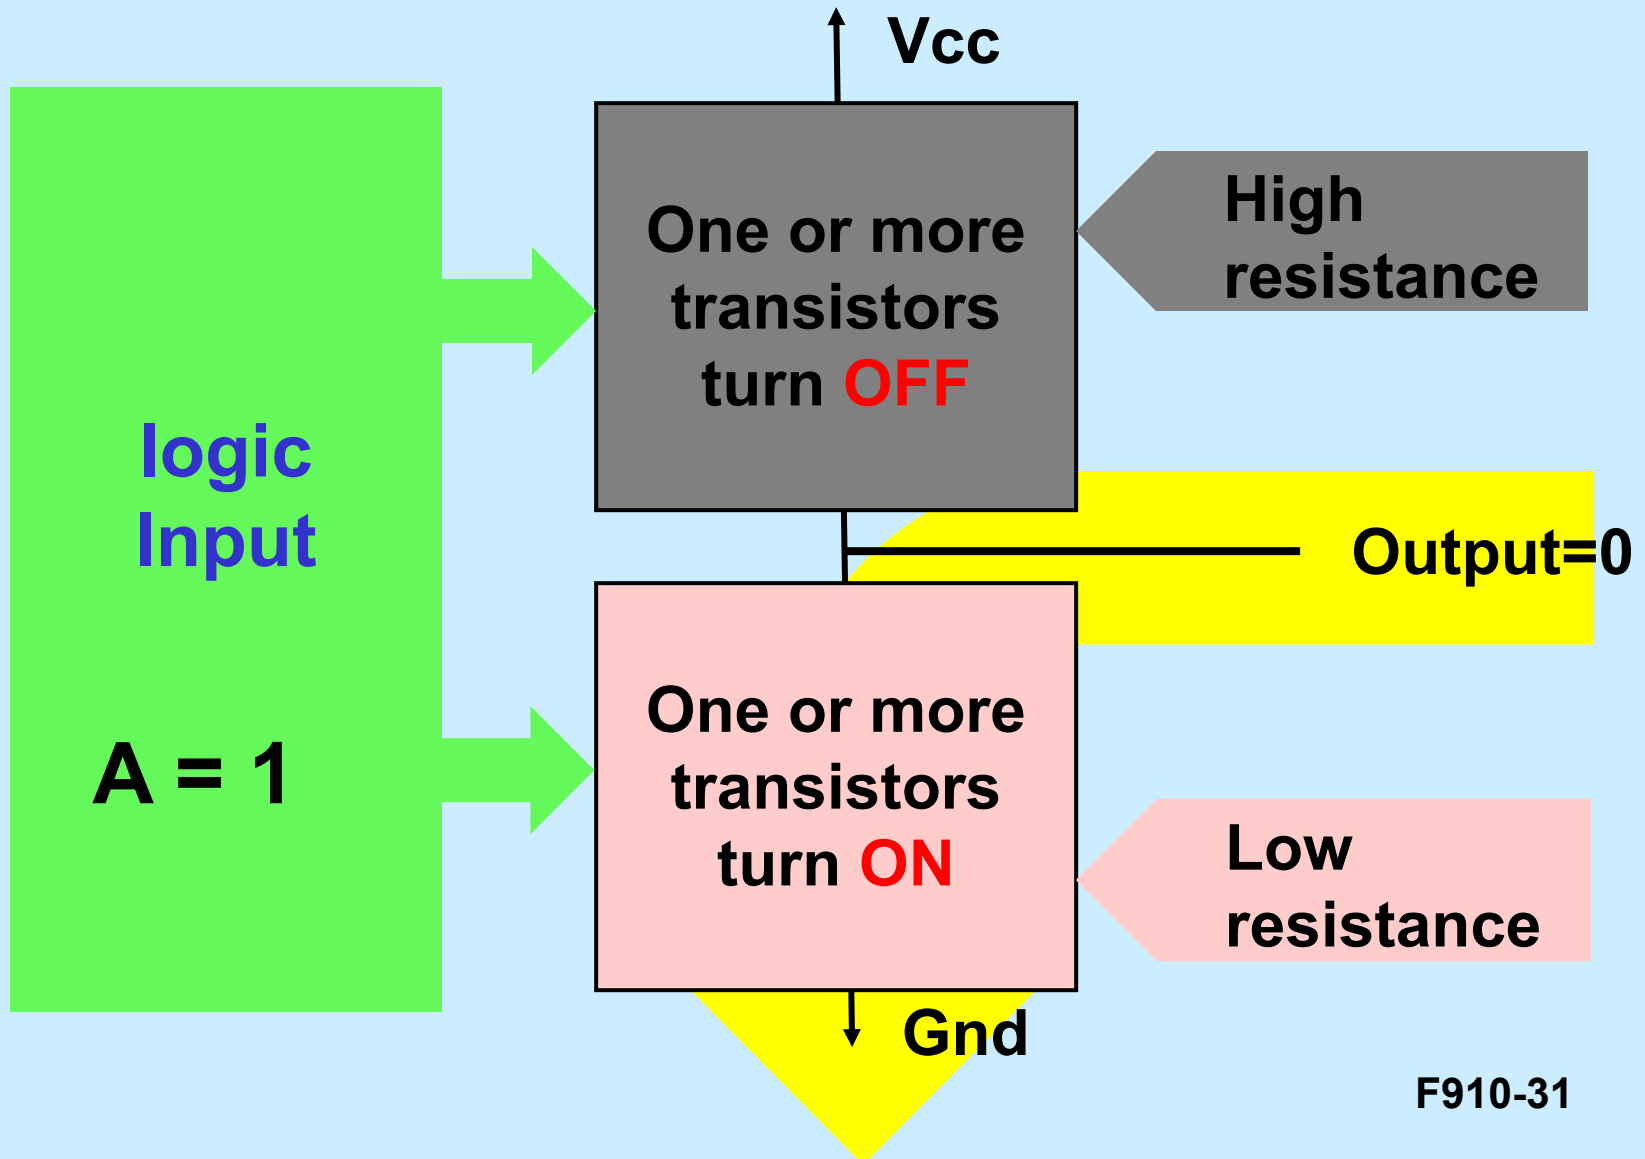 Vcc
One or more
transistors
turn OFF
High
resistance
logic
Input
Output=0
A = 1
One or more
transistors
turn ON
Low
resistance
Gnd
F910-31